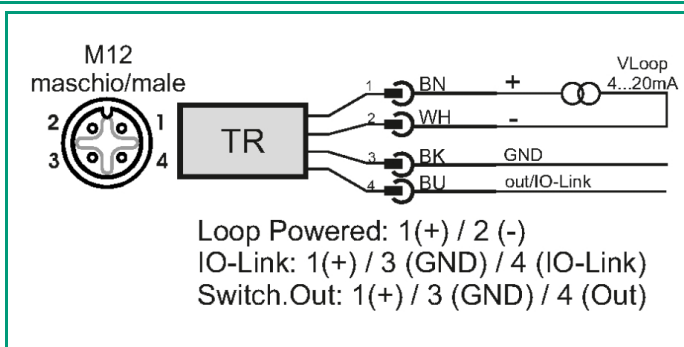 M12
maschio/male
2 1
3 4
TR
1 BN + VLoop
4...20mA
2 WH -
3 BK GND
4 BU out/IO-Link
Loop Powered: 1(+) / 2 (-)
IO-Link: 1(+) / 3 (GND) / 4 (IO-Link)
Switch.Out: 1(+) / 3 (GND) / 4 (Out)